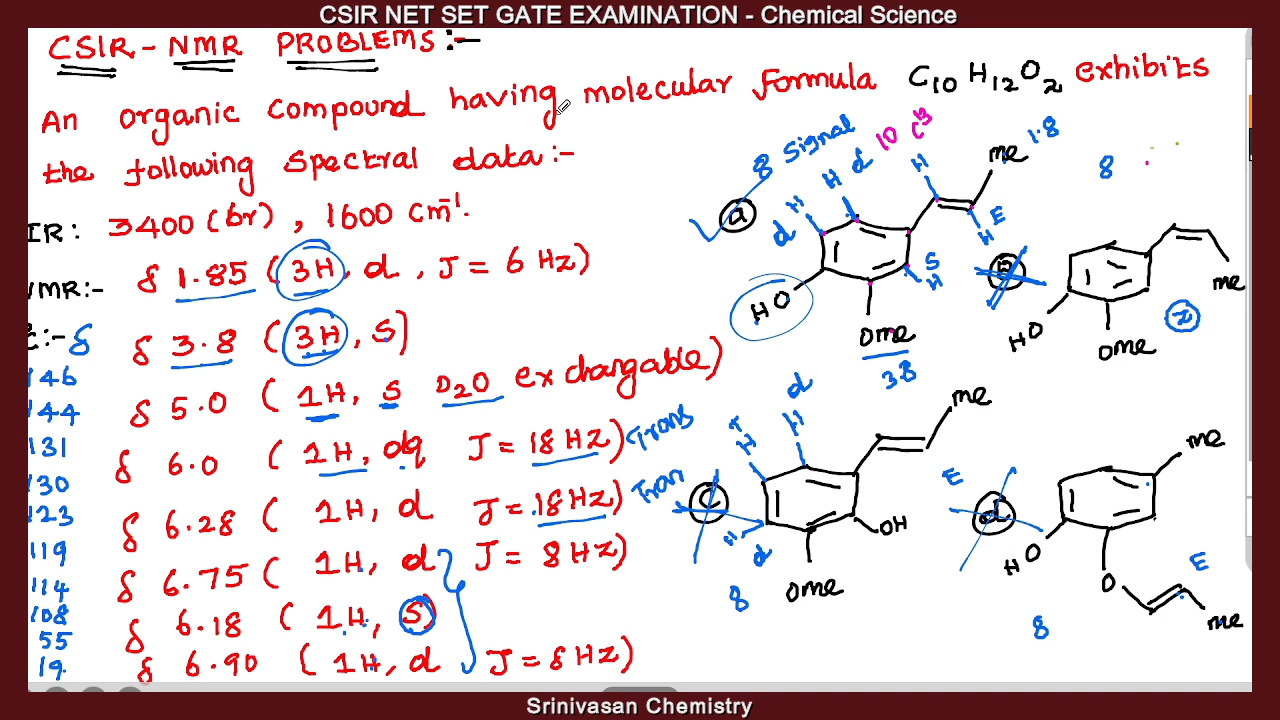 CSIR NET SET GATE EXAMINATION - Chemical Science
CSIR - NMR PROBLEMS :-
An organic compound having molecular formula C10 H12 O2 exhibits
the following spectral data:-
IR: 3400 (br), 1600 cm-1.
NMR:- δ 1.85 (3H, d, J = 6 Hz)
δ 3.8 (3H, s)
δ 5.0 (1H, s D2O exchangable)
δ 6.0 (1H, dq J = 18 Hz) Trans
δ 6.28 (1H, d J = 18 Hz) Tran
δ 6.75 (1H, d J = 8 Hz)
δ 6.18 (1H, s)
δ 6.90 (1H, d J = 8 Hz)
:- δ
146
144
131
130
123
119
114
108
55
19
8 Signal
10 C13
a
d
H
H
d
H
me
1.8
E
H
S
H
HO
OMe
3.8
8
me
HO
OMe
Z
C
H
H
d
H
d
me
OH
OMe
8
E
d
me
HO
O
E
me
8
Srinivasan Chemistry